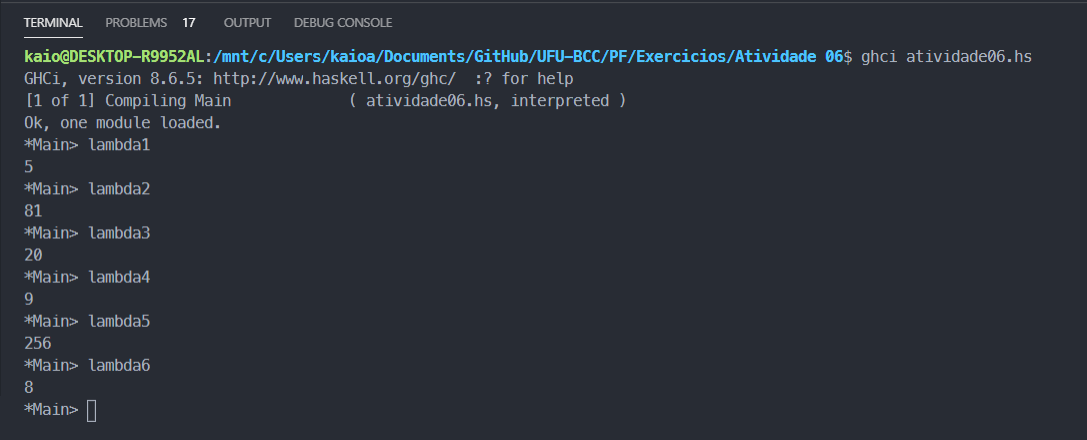 TERMINAL PROBLEMS 17 OUTPUT DEBUG CONSOLE
kaio@DESKTOP-R9952AL:/mnt/c/Users/kaioa/Documents/GitHub/UFU-BCC/PF/Exercicios/Atividade 06$ ghci atividade06.hs
GHCi, version 8.6.5: http://www.haskell.org/ghc/  :? for help
[1 of 1] Compiling Main             ( atividade06.hs, interpreted )
Ok, one module loaded.
*Main> lambda1
5
*Main> lambda2
81
*Main> lambda3
20
*Main> lambda4
9
*Main> lambda5
256
*Main> lambda6
8
*Main>